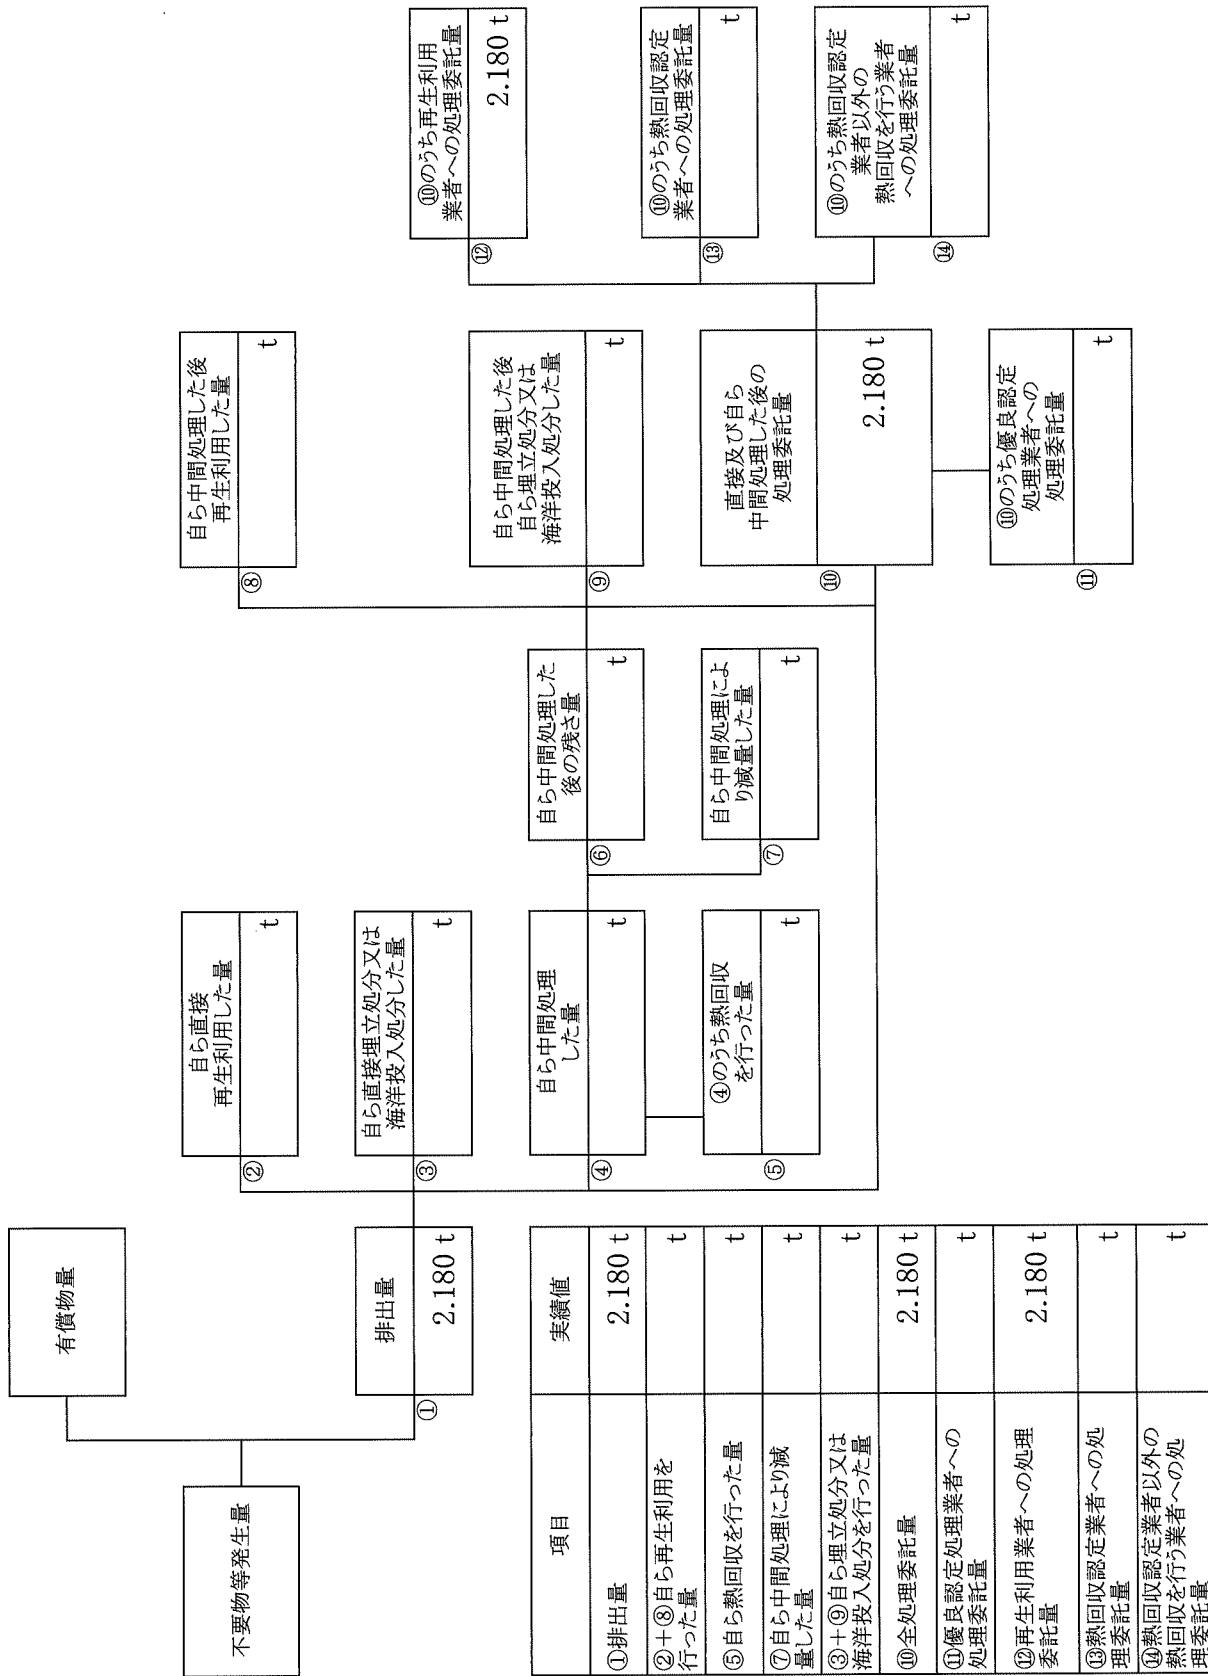 不要物等発生量
有償物量
①
排出量
2.180 t
②
自ら直接
再生利用した量
t
③
自ら直接埋立処分又は
海洋投入処分した量
t
④
自ら中間処理
した量
t
⑤
④のうち熱回収
を行った量
t
⑥
自ら中間処理した
後の残さ量
t
⑦
自ら中間処理によ
り減量した量
t
⑧
自ら中間処理した後
再生利用した量
t
⑨
自ら中間処理した後
自ら埋立処分又は
海洋投入処分した量
t
⑩
直接及び自ら
中間処理した後の
処理委託量
2.180 t
⑪
⑩のうち優良認定
処理業者への
処理委託量
t
⑫
⑩のうち再生利用
業者への処理委託量
2.180 t
⑬
⑩のうち熱回収認定
業者への処理委託量
t
⑭
⑩のうち熱回収認定
業者以外の
熱回収を行う業者
への処理委託量
t
項目 実績値
①排出量 2.180 t
②+⑧自ら再生利用を
行った量 t
⑤自ら熱回収を行った量 t
⑦自ら中間処理により減
量した量 t
③+⑨自ら埋立処分又は
海洋投入処分を行った量 t
⑩全処理委託量 2.180 t
⑪優良認定処理業者への
処理委託量 t
⑫再生利用業者への処理
委託量 2.180 t
⑬熱回収認定業者への処
理委託量 t
⑭熱回収認定業者以外の
熱回収を行う業者への処
理委託量 t